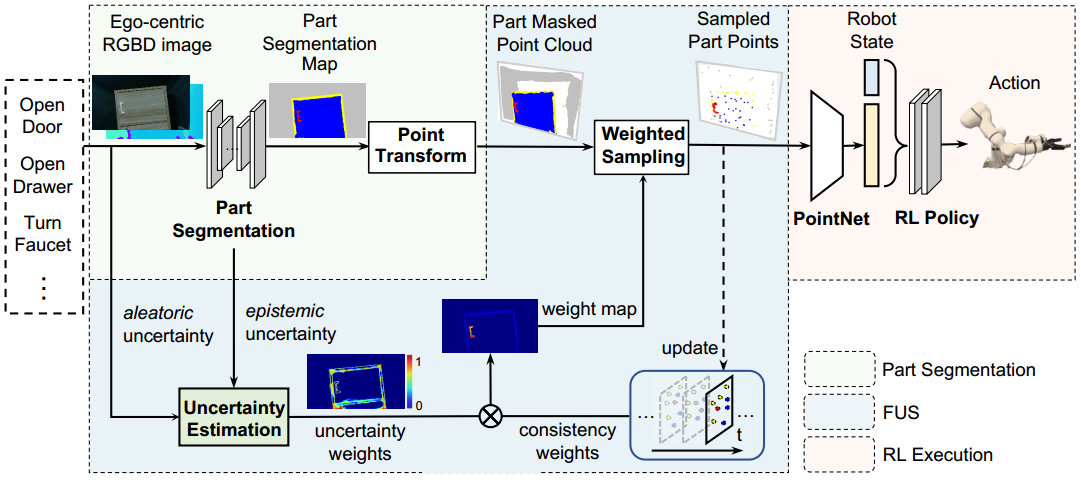 Open
Door
Open
Drawer
Turn
Faucet
⋮
Ego-centric
RGBD image
Part
Segmentation
Map
...
Part
Segmentation
Point
Transform
Part Masked
Point Cloud
Weighted
Sampling
Sampled
Part Points
Robot
State
PointNet
RL Policy
Action
aleatoric
uncertainty
epistemic
uncertainty
Uncertainty
Estimation
1
0
uncertainty
weights
weight map
consistency
weights
update
... ...
t
Part Segmentation
FUS
RL Execution